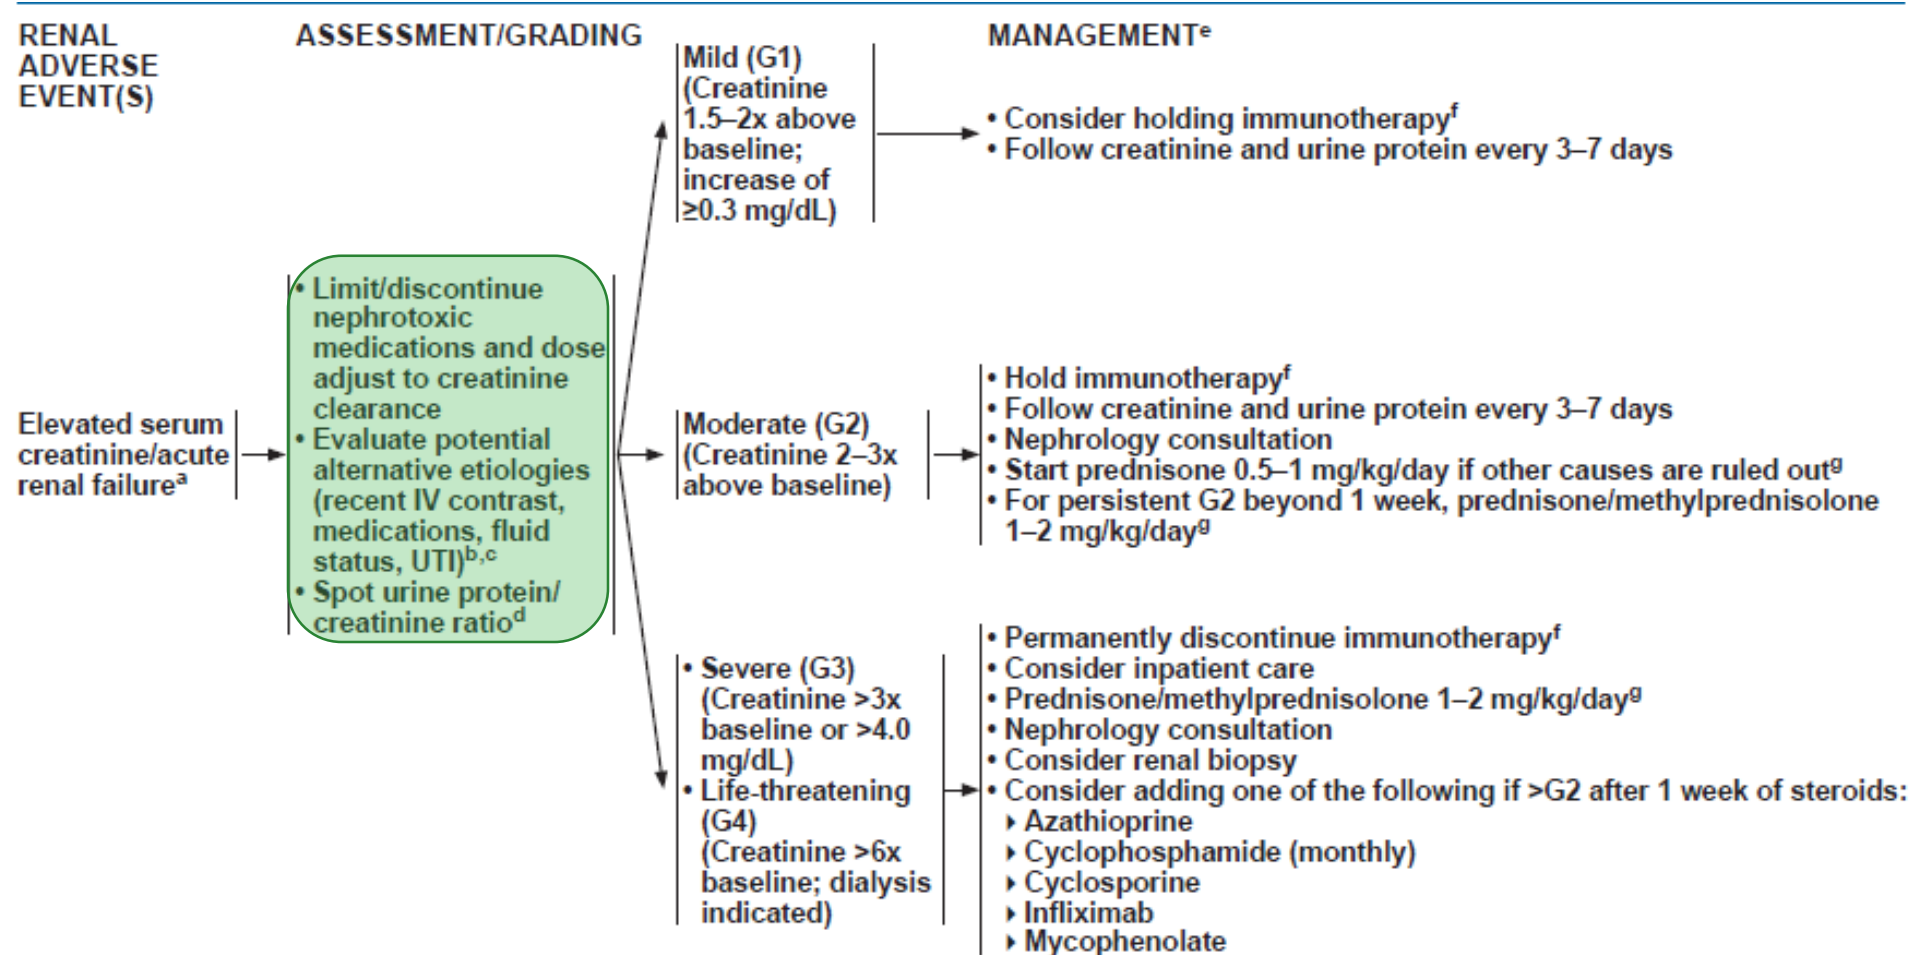 RENAL
ADVERSE
EVENT(S)
ASSESSMENT/GRADING
MANAGEMENTᵉ
Elevated serum
creatinine/acute
renal failureᵃ
• Limit/discontinue
nephrotoxic
medications and dose
adjust to creatinine
clearance
• Evaluate potential
alternative etiologies
(recent IV contrast,
medications, fluid
status, UTI)ᵇ,ᶜ
• Spot urine protein/
creatinine ratioᵈ
Mild (G1)
(Creatinine
1.5–2x above
baseline;
increase of
≥0.3 mg/dL)
• Consider holding immunotherapyᶠ
• Follow creatinine and urine protein every 3–7 days
Moderate (G2)
(Creatinine 2–3x
above baseline)
• Hold immunotherapyᶠ
• Follow creatinine and urine protein every 3–7 days
• Nephrology consultation
• Start prednisone 0.5–1 mg/kg/day if other causes are ruled outᵍ
• For persistent G2 beyond 1 week, prednisone/methylprednisolone
1–2 mg/kg/dayᵍ
• Severe (G3)
(Creatinine >3x
baseline or >4.0
mg/dL)
• Life-threatening
(G4)
(Creatinine >6x
baseline; dialysis
indicated)
• Permanently discontinue immunotherapyᶠ
• Consider inpatient care
• Prednisone/methylprednisolone 1–2 mg/kg/dayᵍ
• Nephrology consultation
• Consider renal biopsy
• Consider adding one of the following if >G2 after 1 week of steroids:
▸ Azathioprine
▸ Cyclophosphamide (monthly)
▸ Cyclosporine
▸ Infliximab
▸ Mycophenolate